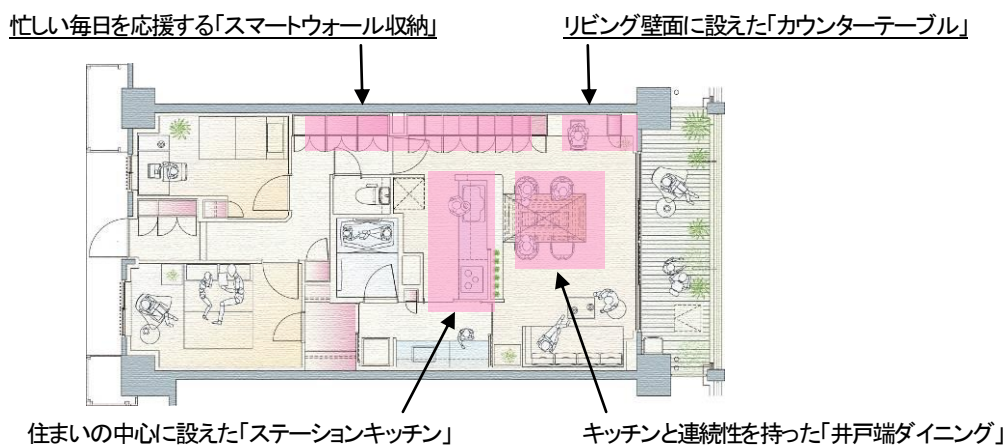 忙しい毎日を応援する「スマートウォール収納」
リビング壁面に設えた「カウンターテーブル」
住まいの中心に設えた「ステーションキッチン」
キッチンと連続性を持った「井戸端ダイニング」